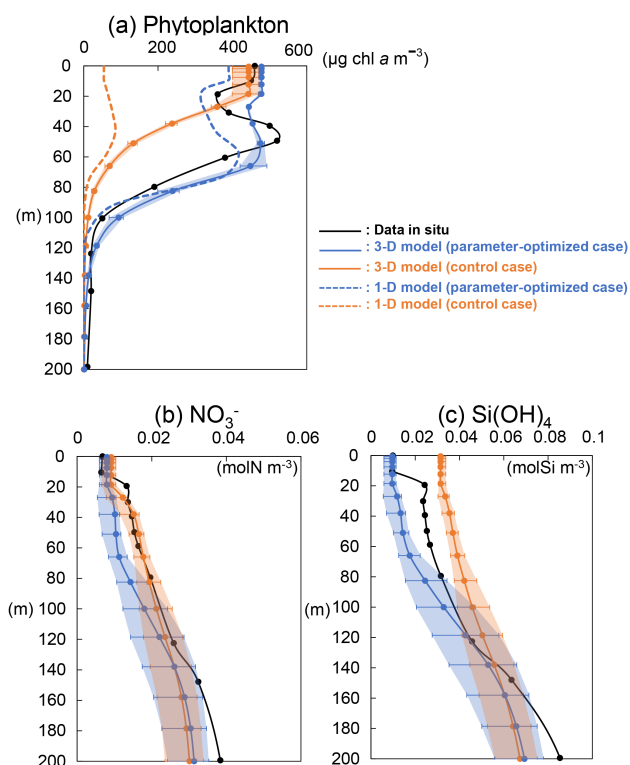 (a) Phytoplankton
0 200 400 600 (µg chl a m⁻³)
0
20
40
60
80
(m) 100
120
140
160
180
200
: Data in situ
: 3-D model (parameter-optimized case)
: 3-D model (control case)
: 1-D model (parameter-optimized case)
: 1-D model (control case)
(b) NO₃⁻
0 0.02 0.04 0.06
(molN m⁻³)
0
20
40
60
80
(m) 100
120
140
160
180
200
(c) Si(OH)₄
0 0.02 0.04 0.06 0.08 0.1
(molSi m⁻³)
0
20
40
60
80
(m) 100
120
140
160
180
200